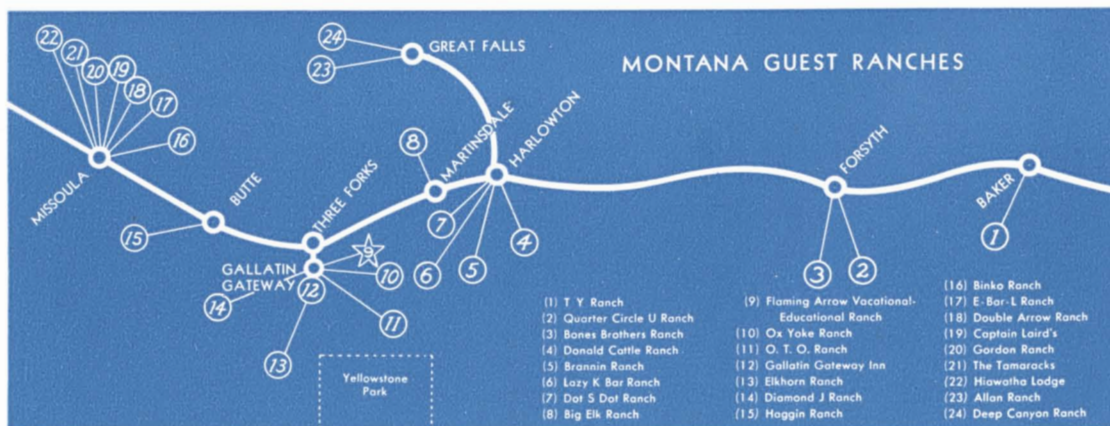 MONTANA GUEST RANCHES
24
GREAT FALLS
23
22
21
20
19
18
17
16
MISSOULA
15
BUTTE
THREE FORKS
GALLATIN
GATEWAY
9
10
11
12
13
14
8
MARTINSDALE
HARLOWTON
7
6
5
4
FORSYTH
3
2
BAKER
1
Yellowstone
Park
(1) T Y Ranch
(2) Quarter Circle U Ranch
(3) Bones Brothers Ranch
(4) Donald Cattle Ranch
(5) Brannin Ranch
(6) Lazy K Bar Ranch
(7) Dot S Dot Ranch
(8) Big Elk Ranch
(9) Flaming Arrow Vacational-
Educational Ranch
(10) Ox Yoke Ranch
(11) O. T. O. Ranch
(12) Gallatin Gateway Inn
(13) Elkhorn Ranch
(14) Diamond J Ranch
(15) Haggin Ranch
(16) Binko Ranch
(17) E-Bar-L Ranch
(18) Double Arrow Ranch
(19) Captain Laird's
(20) Gordon Ranch
(21) The Tamaracks
(22) Hiawatha Lodge
(23) Allan Ranch
(24) Deep Canyon Ranch